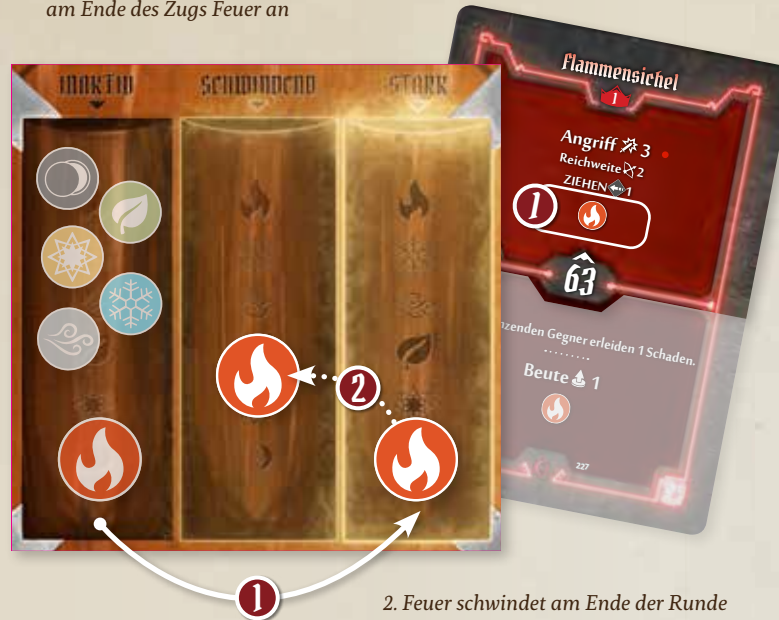 am Ende des Zugs Feuer an
INAKTIV
SCHWINDEND
STARK
Flammensichel
1
Angriff 3
Reichweite 2
ZIEHEN 1
1
63
Gegner erleiden 1 Schaden.
Beute 1
227
2
1
2. Feuer schwindet am Ende der Runde